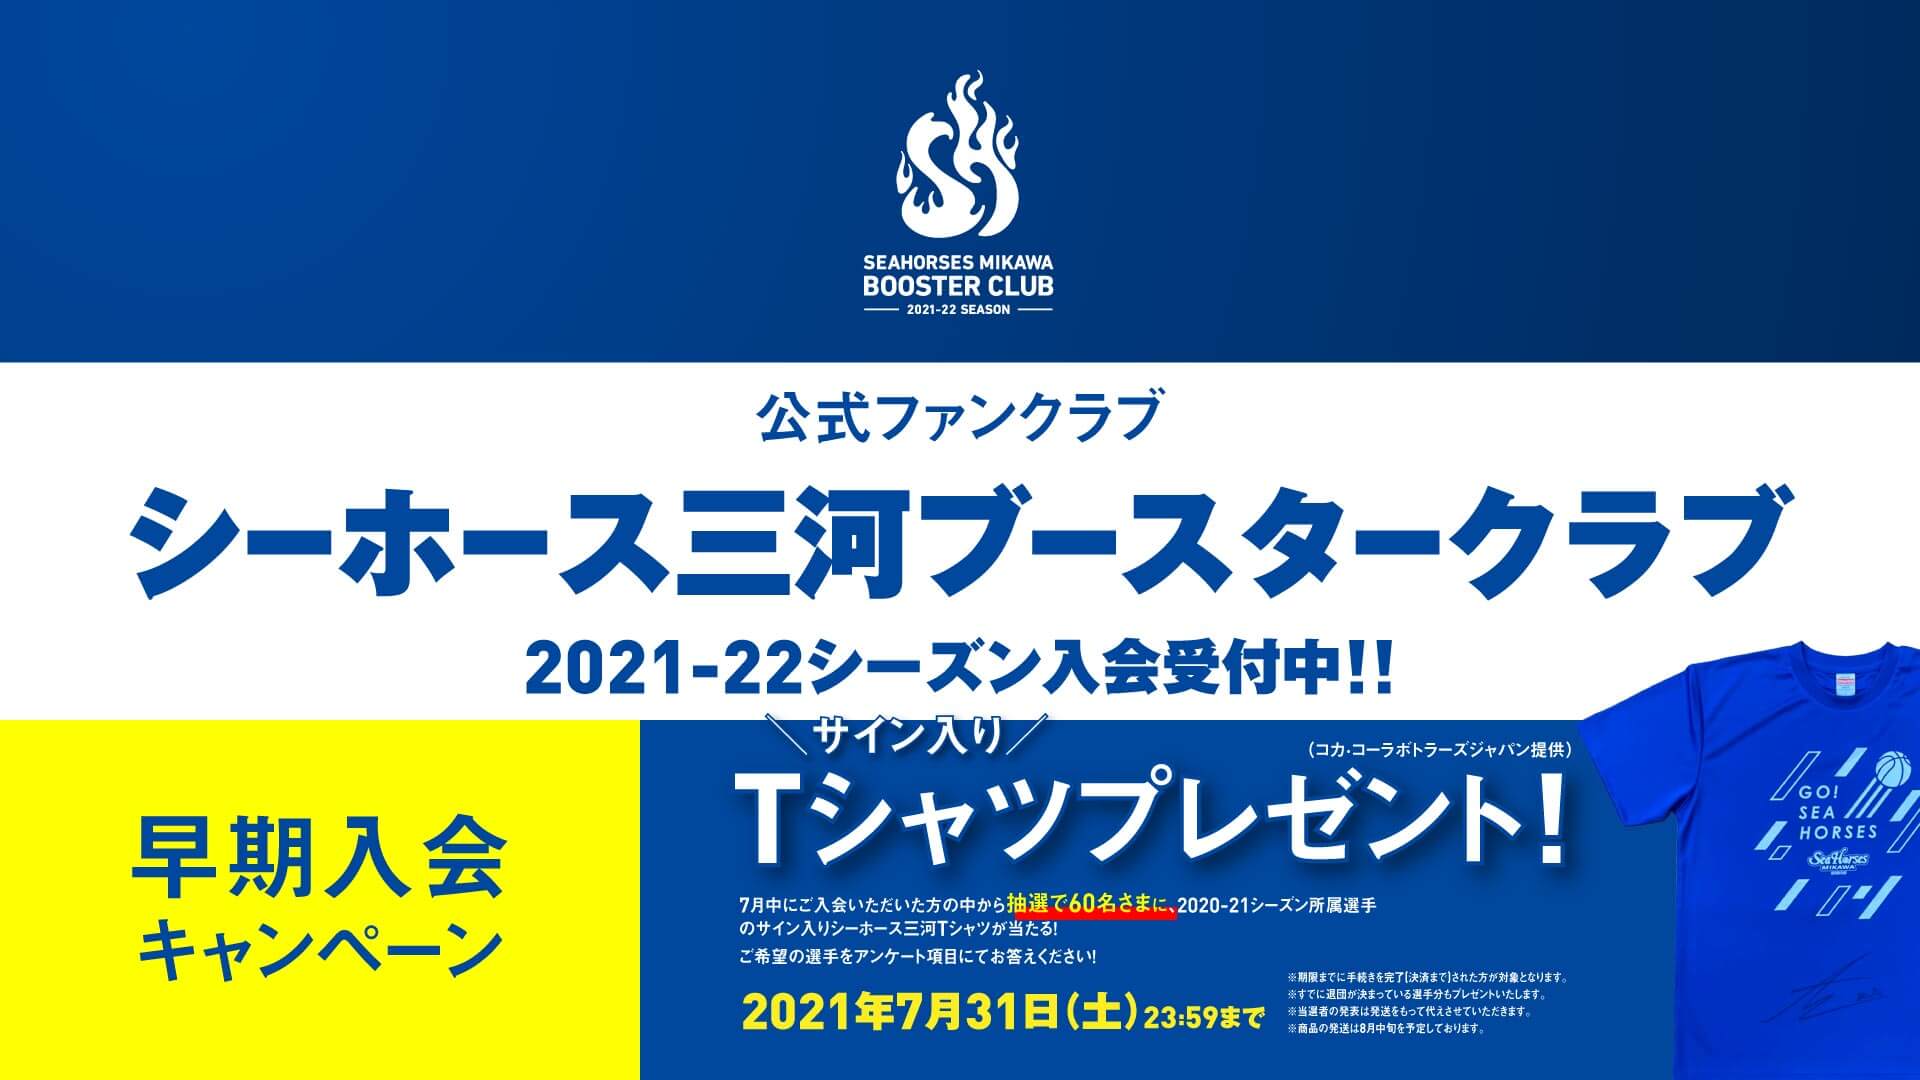 SH
SEAHORSES MIKAWA
BOOSTER CLUB
2021-22 SEASON
公式ファンクラブ
シーホース三河ブースタークラブ
2021-22シーズン入会受付中!!
早期入会
キャンペーン
＼サイン入り／
(コカ・コーラボトラーズジャパン提供)
Tシャツプレゼント!
7月中にご入会いただいた方の中から抽選で60名さまに、2020-21シーズン所属選手
のサイン入りシーホース三河Tシャツが当たる!
ご希望の選手をアンケート項目にてお答えください!
2021年7月31日(土)23:59まで
※期限までに手続きを完了[決済まで]された方が対象となります。
※すでに退団が決まっている選手分もプレゼントいたします。
※当選者の発表は発送をもって代えさせていただきます。
※商品の発送は8月中旬を予定しております。
GO!
SEA
HORSES
SeaHorses
MIKAWA